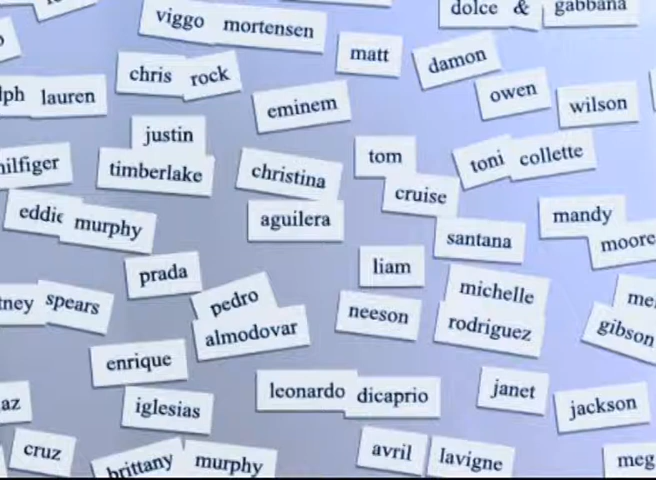 viggo mortensen
dolce & gabbana
matt damon
chris rock
lauren
owen wilson
eminem
justin timberlake
christina aguilera
tom cruise
toni collette
eddie murphy
santana
mandy moore
prada
liam neeson
michelle rodriguez
pedro almodovar
spears
gibson
enrique iglesias
leonardo dicaprio
janet jackson
cruz
brittany murphy
avril lavigne